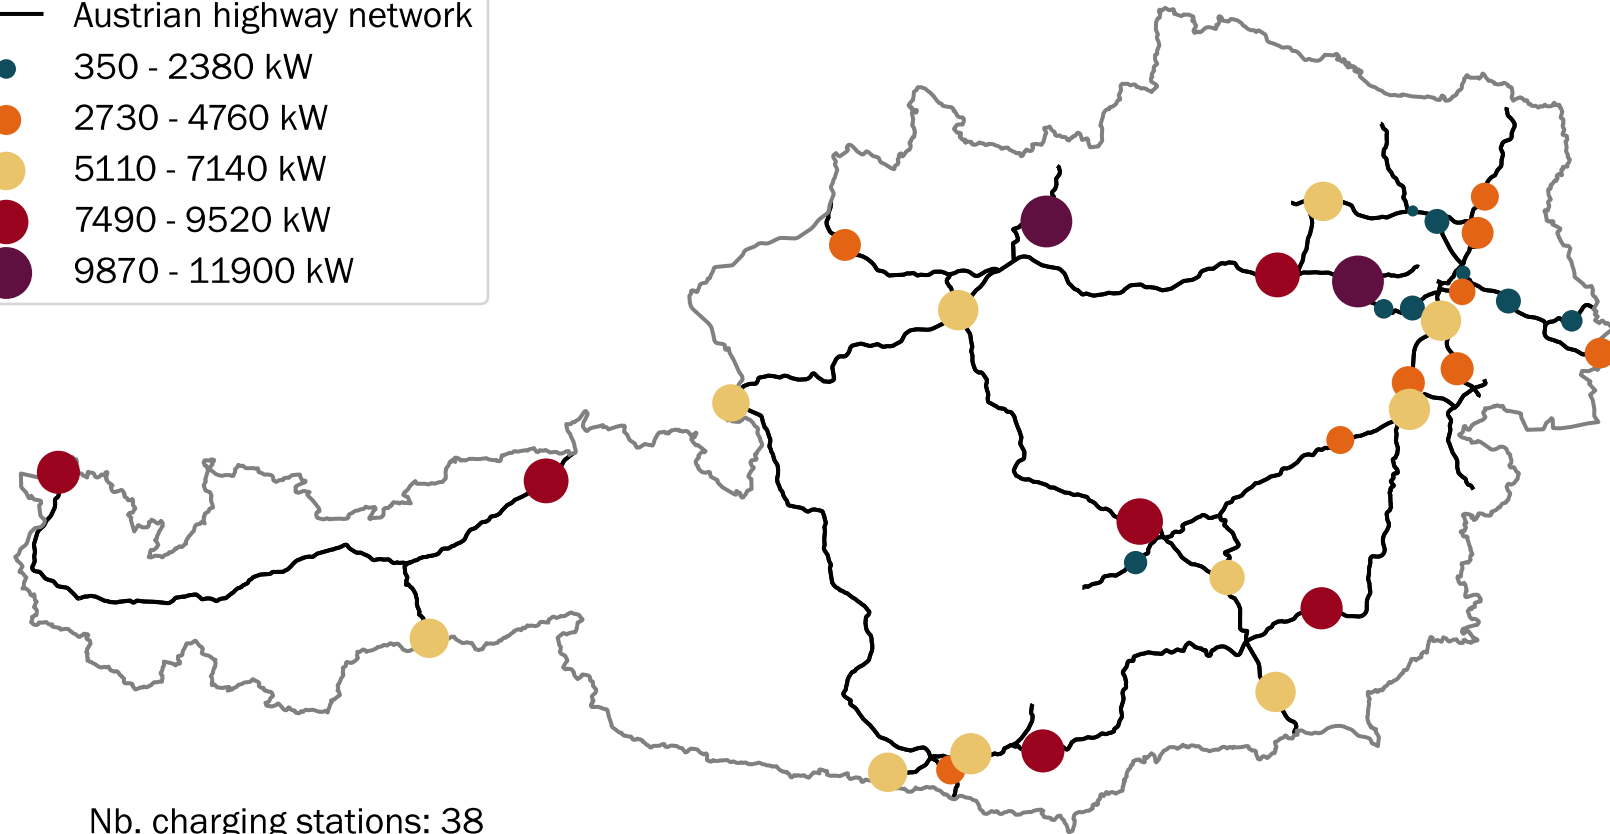 Austrian highway network
350 - 2380 kW
2730 - 4760 kW
5110 - 7140 kW
7490 - 9520 kW
9870 - 11900 kW
Nb. charging stations: 38